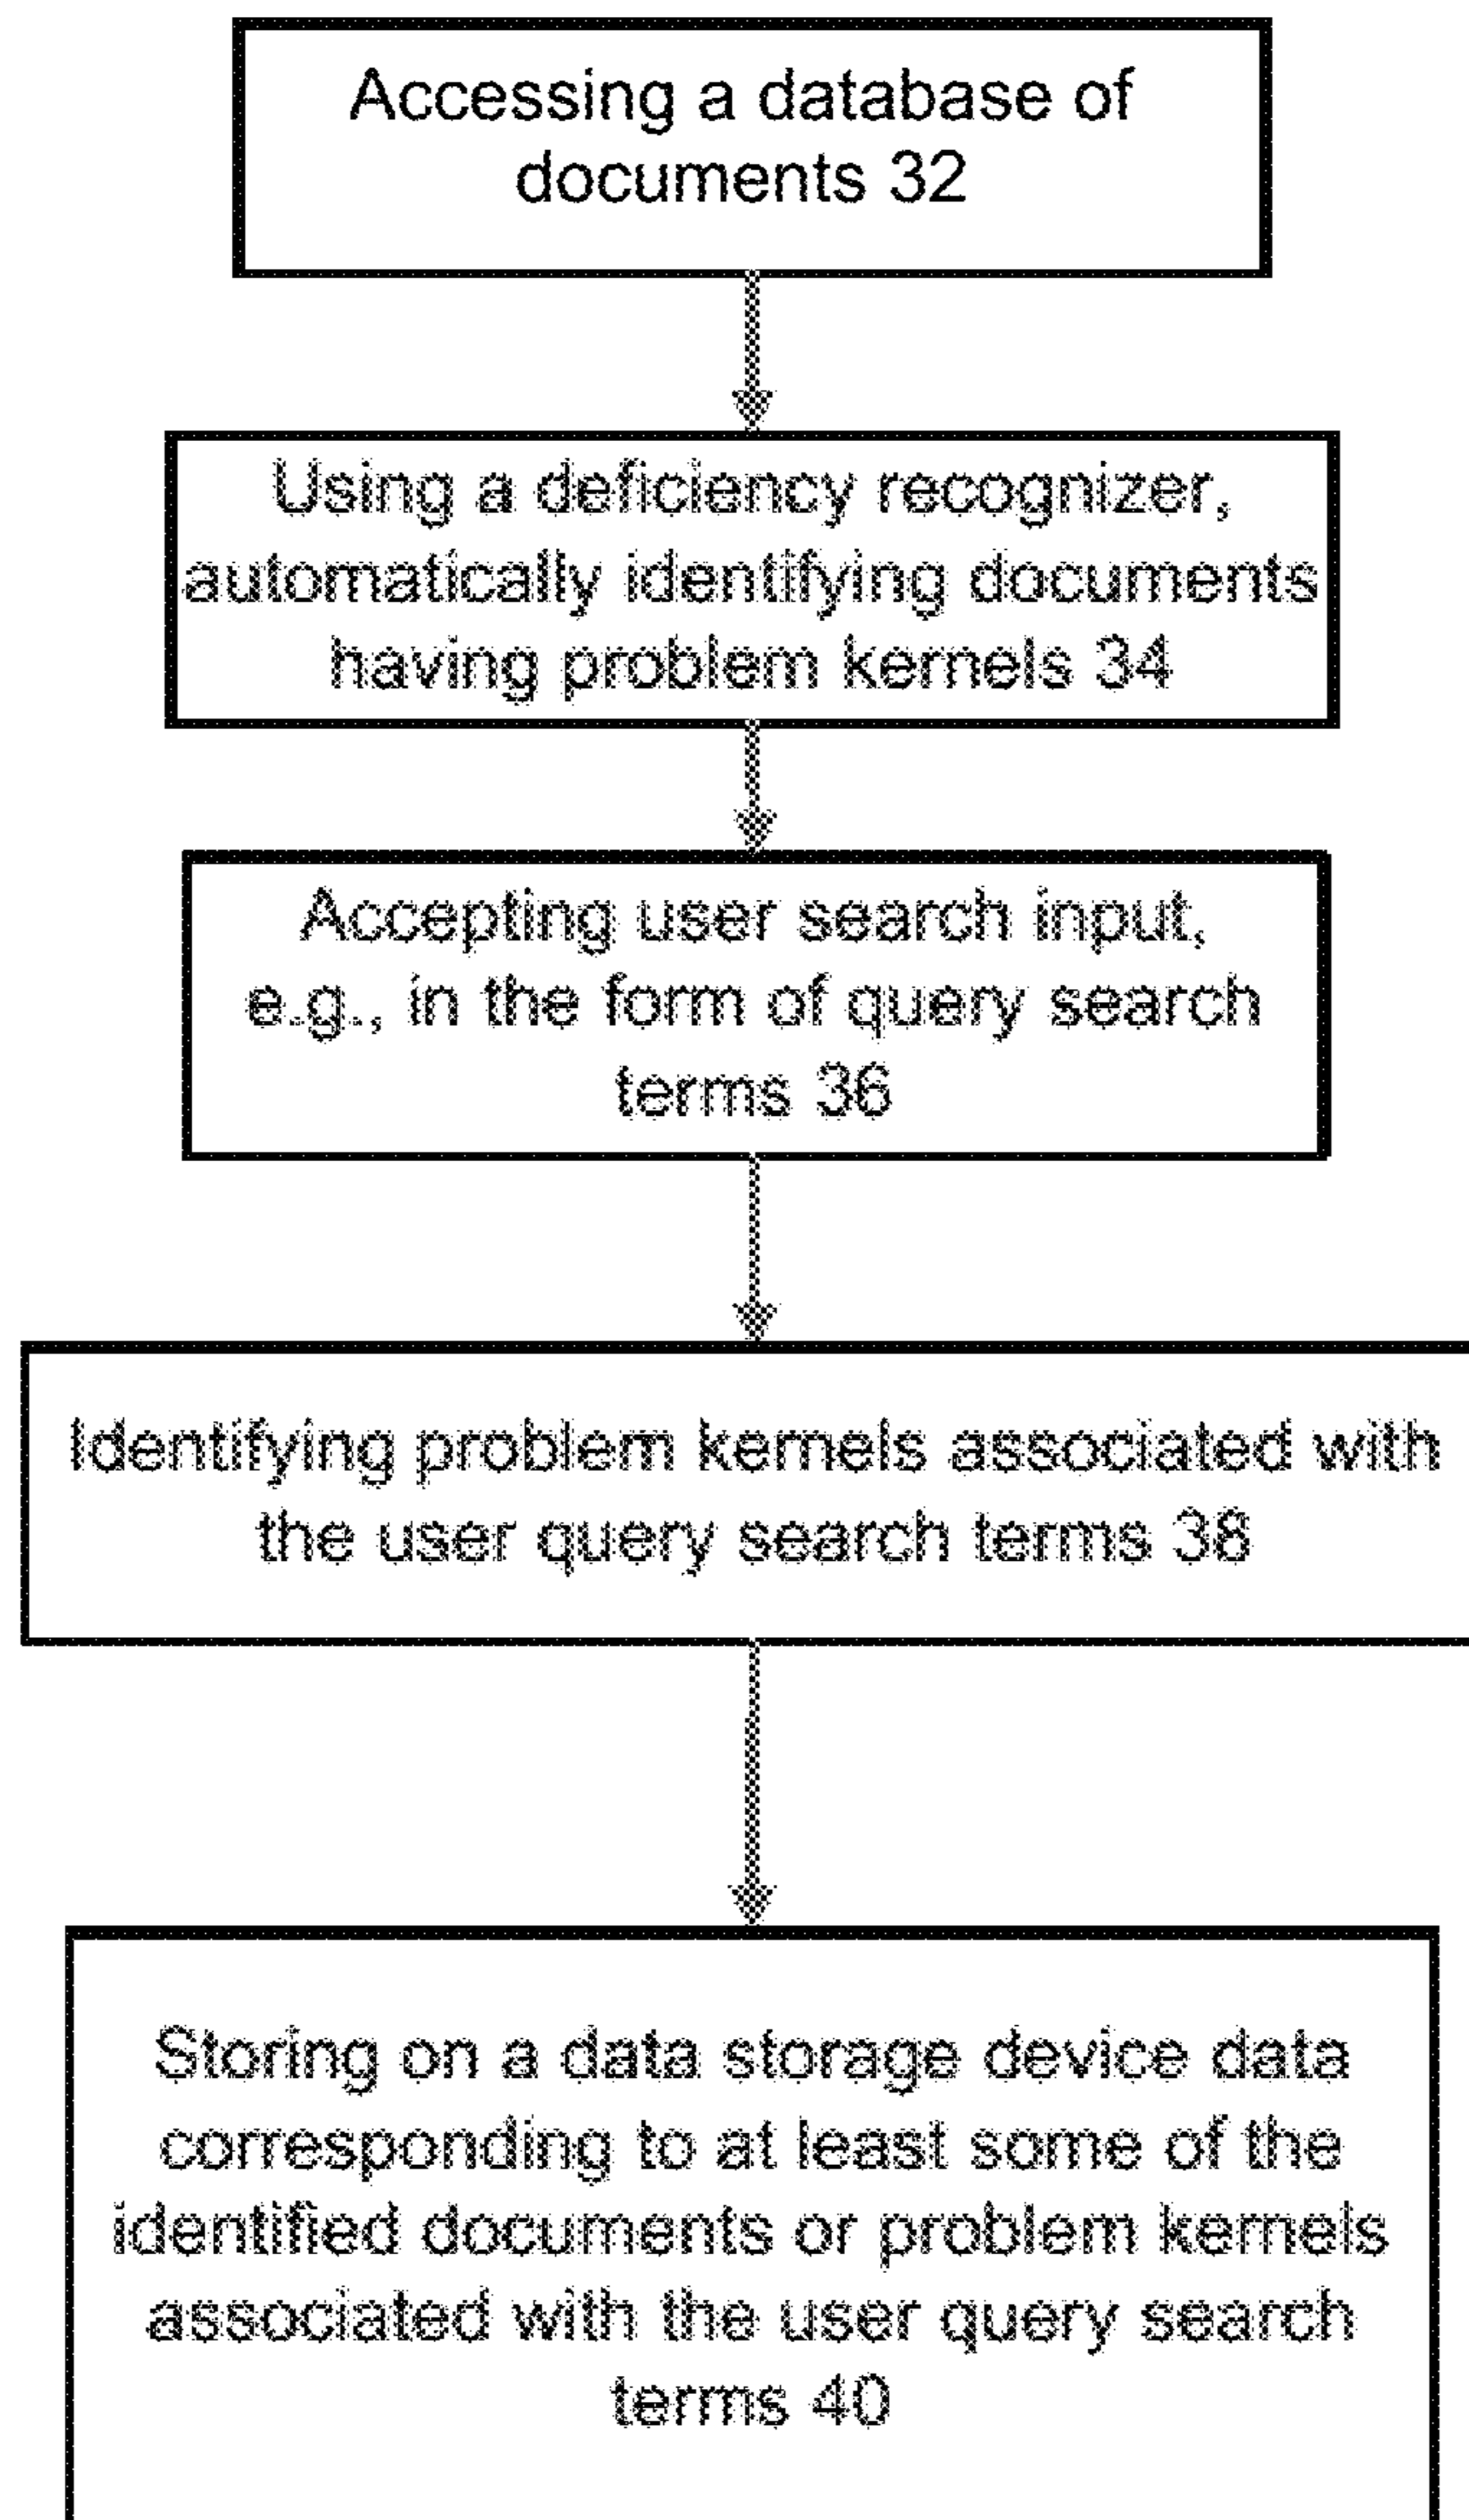 Accessing a database of
documents 32
Using a deficiency recognizer,
automatically identifying documents
having problem kernels 34
Accepting user search input,
e.g., in the form of query search
terms 36
Identifying problem kernels associated with
the user query search terms 38
Storing on a data storage device data
corresponding to at least some of the
identified documents or problem kernels
associated with the user query search
terms 40